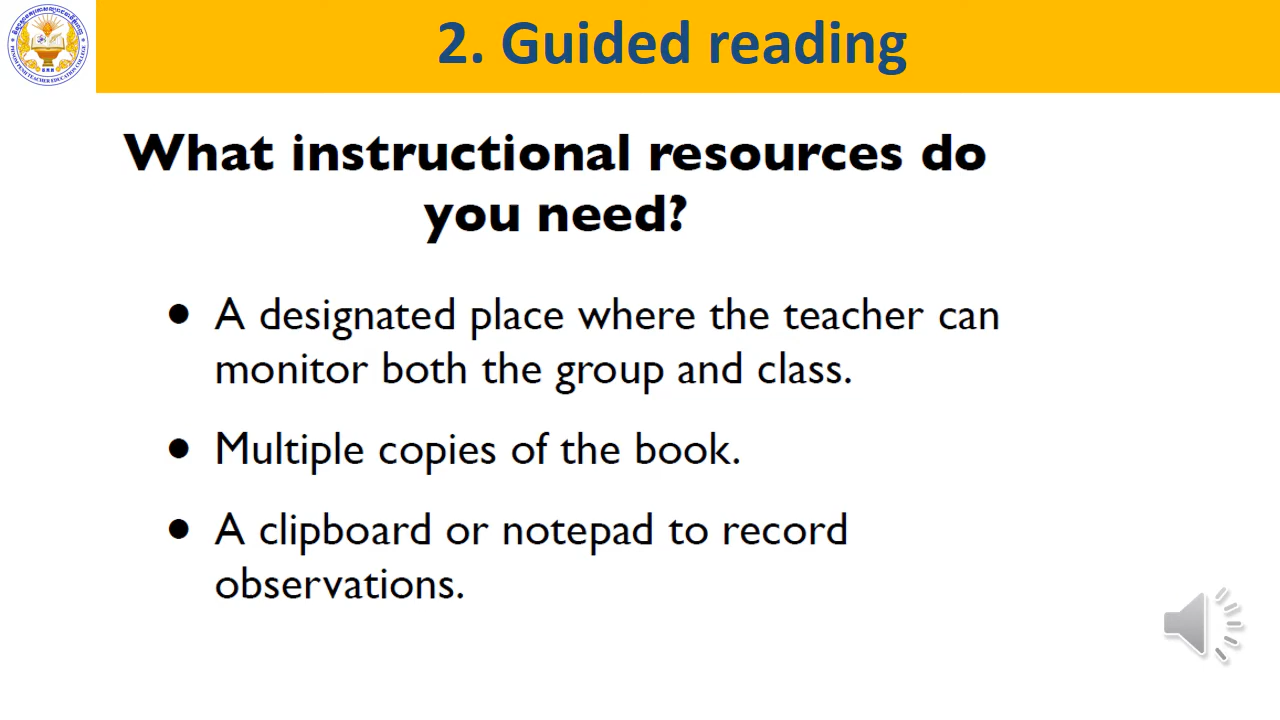 2. Guided reading
What instructional resources do
you need?
• A designated place where the teacher can
monitor both the group and class.
• Multiple copies of the book.
• A clipboard or notepad to record
observations.